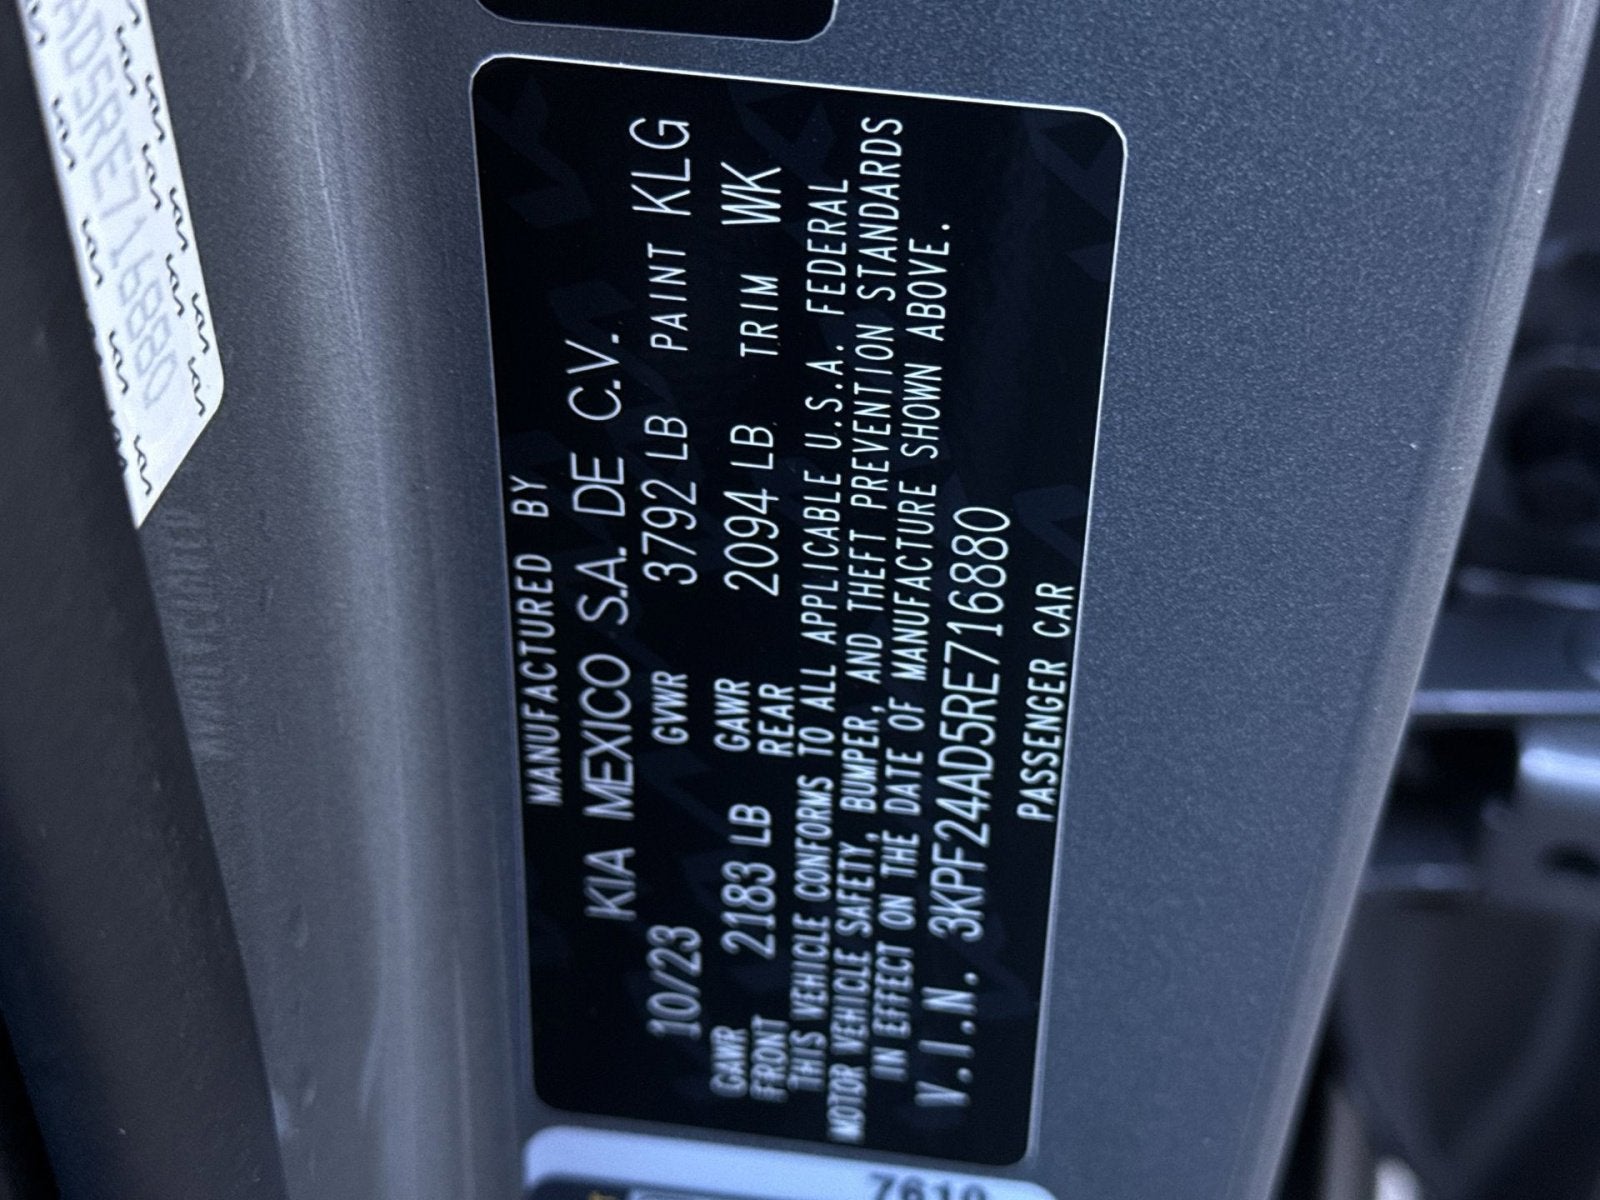 MANUFACTURED BY
KIA MEXICO S.A. DE C.V.
10/23 GVWR 3792 LB PAINT KLG
GAWR FRONT 2183 LB GAWR REAR 2094 LB TRIM WK
THIS VEHICLE CONFORMS TO ALL APPLICABLE U.S.A. FEDERAL
MOTOR VEHICLE SAFETY, BUMPER, AND THEFT PREVENTION STANDARDS
IN EFFECT ON THE DATE OF MANUFACTURE SHOWN ABOVE.
V.I.N. 3KPF24AD5RE716880
PASSENGER CAR
AD5RE716880
7610